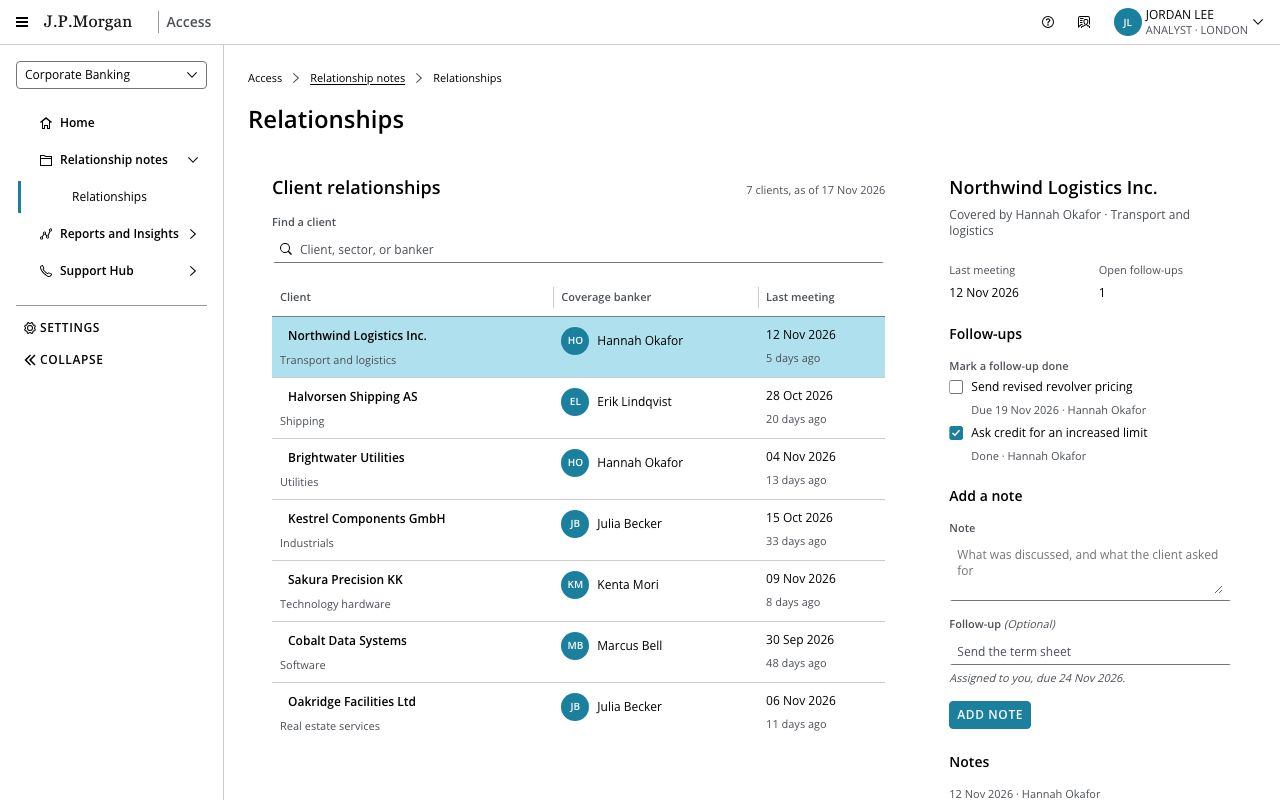 J.P.Morgan
Access
JL
JORDAN LEE
ANALYST · LONDON
Corporate Banking
Home
Relationship notes
Relationships
Reports and Insights
Support Hub
SETTINGS
COLLAPSE
Access
Relationship notes
Relationships
Relationships
Client relationships
7 clients, as of 17 Nov 2026
Find a client
Client, sector, or banker
Client
Coverage banker
Last meeting
Northwind Logistics Inc.
Transport and logistics
HO
Hannah Okafor
12 Nov 2026
5 days ago
Halvorsen Shipping AS
Shipping
EL
Erik Lindqvist
28 Oct 2026
20 days ago
Brightwater Utilities
Utilities
HO
Hannah Okafor
04 Nov 2026
13 days ago
Kestrel Components GmbH
Industrials
JB
Julia Becker
15 Oct 2026
33 days ago
Sakura Precision KK
Technology hardware
KM
Kenta Mori
09 Nov 2026
8 days ago
Cobalt Data Systems
Software
MB
Marcus Bell
30 Sep 2026
48 days ago
Oakridge Facilities Ltd
Real estate services
JB
Julia Becker
06 Nov 2026
11 days ago
Northwind Logistics Inc.
Covered by Hannah Okafor · Transport and
logistics
Last meeting
12 Nov 2026
Open follow-ups
1
Follow-ups
Mark a follow-up done
Send revised revolver pricing
Due 19 Nov 2026 · Hannah Okafor
Ask credit for an increased limit
Done · Hannah Okafor
Add a note
Note
What was discussed, and what the client asked
for
Follow-up (Optional)
Send the term sheet
Assigned to you, due 24 Nov 2026.
ADD NOTE
Notes
12 Nov 2026 · Hannah Okafor